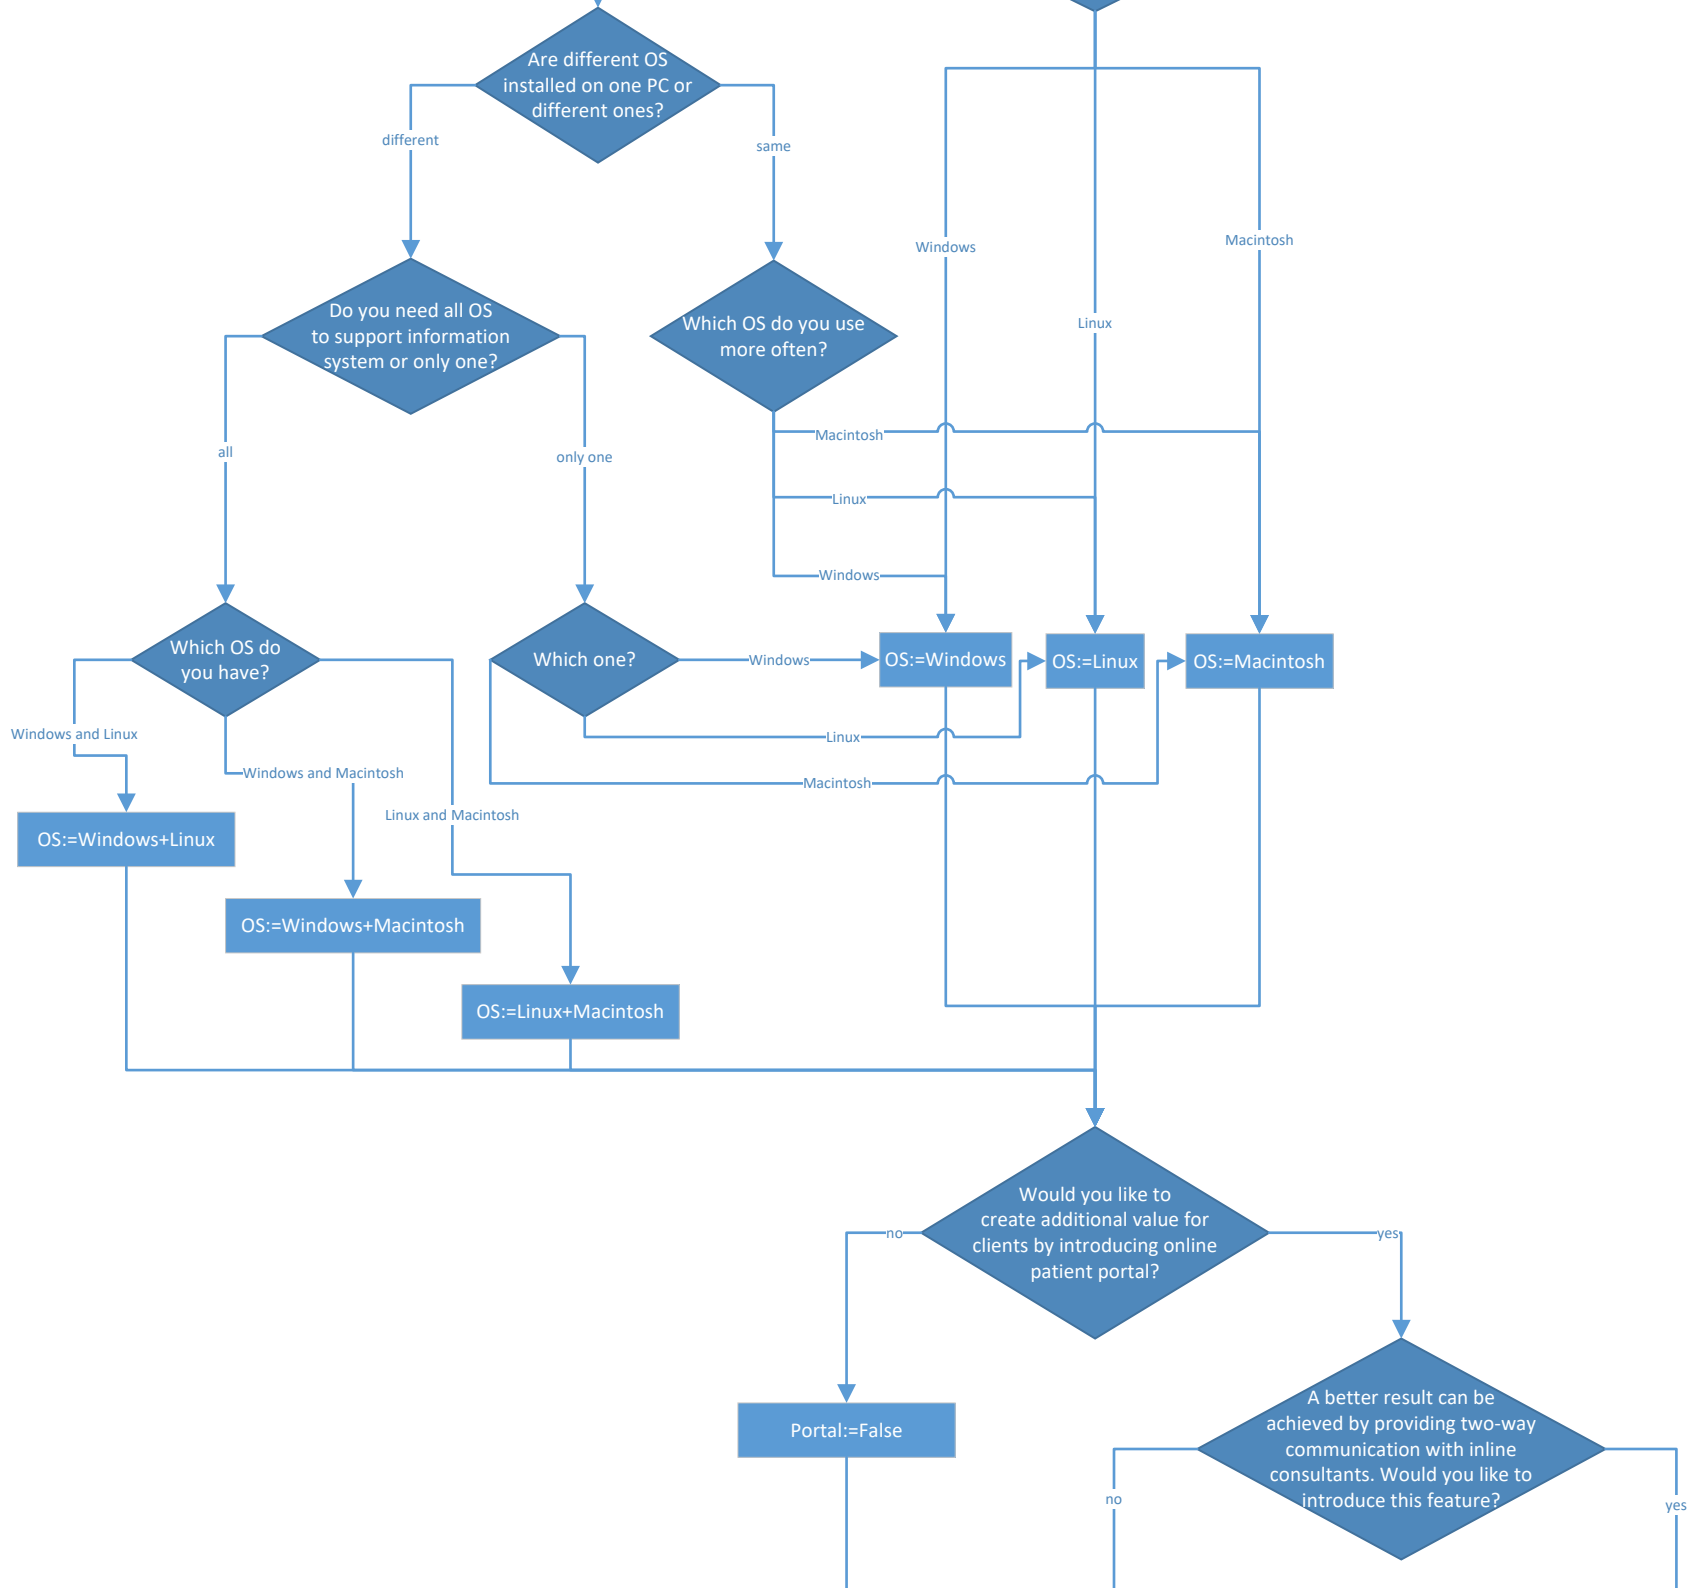 Are different OS
installed on one PC or
different ones?
different
same
Windows
Macintosh
Linux
Do you need all OS
to support information
system or only one?
Which OS do you use
more often?
all
only one
Macintosh
Linux
Windows
Which OS do
you have?
Which one?
Windows
OS:=Windows
OS:=Linux
OS:=Macintosh
Windows and Linux
Linux
Windows and Macintosh
Macintosh
Linux and Macintosh
OS:=Windows+Linux
OS:=Windows+Macintosh
OS:=Linux+Macintosh
Would you like to
create additional value for
clients by introducing online
patient portal?
no
yes
Portal:=False
A better result can be
achieved by providing two-way
communication with inline
consultants. Would you like to
introduce this feature?
no
yes